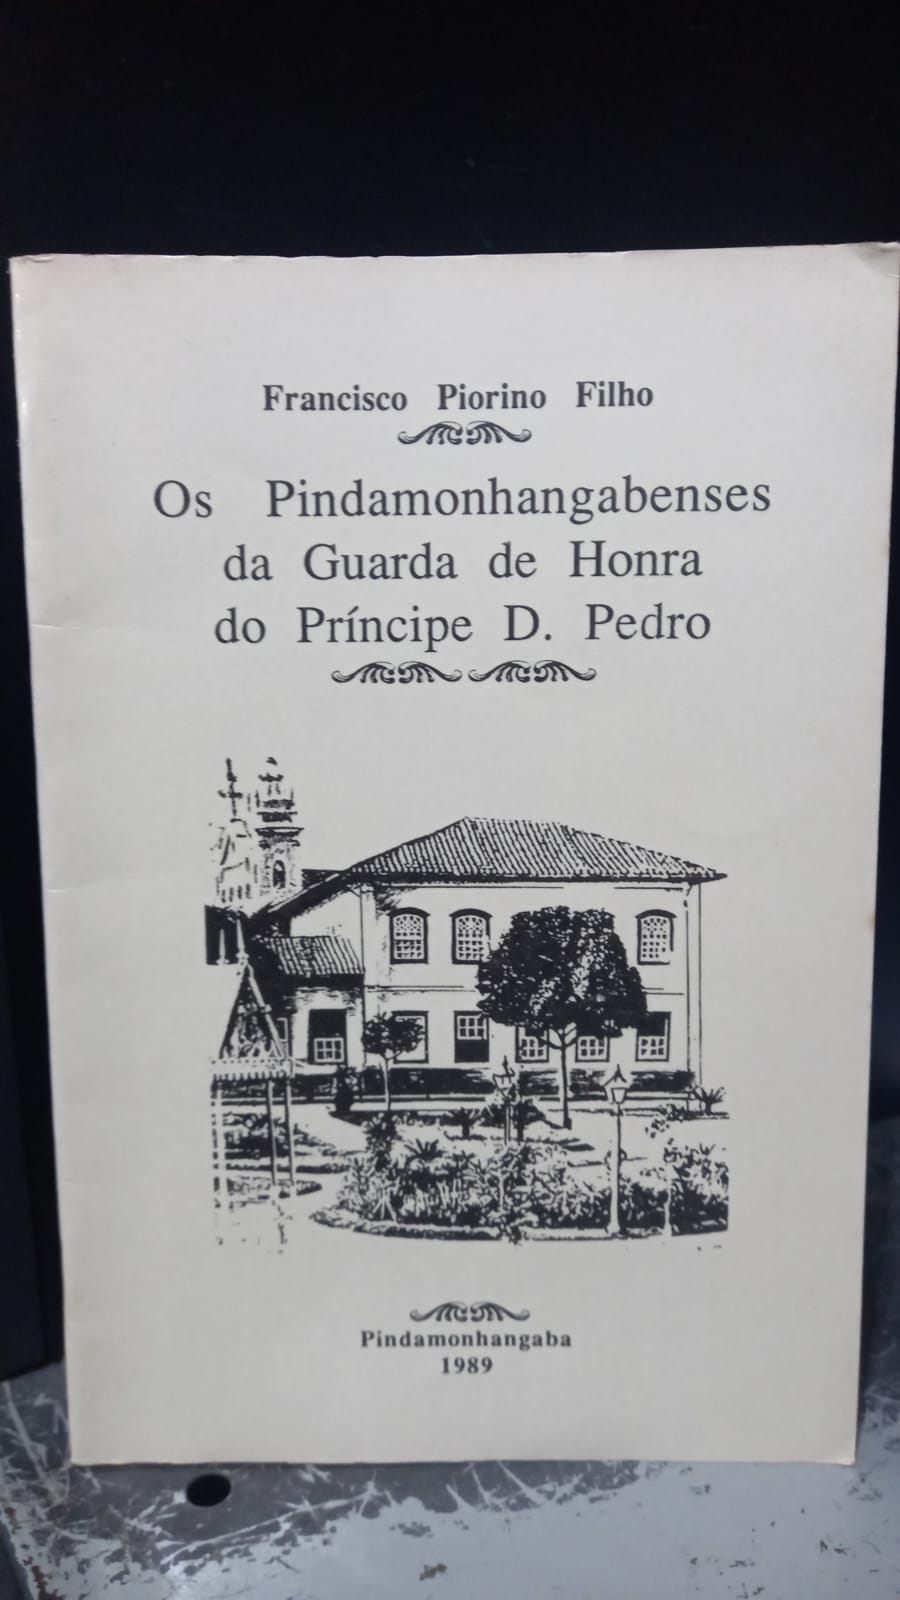 Francisco Piorino Filho
Os Pindamonhangabenses
da Guarda de Honra
do Príncipe D. Pedro
Pindamonhangaba
1989